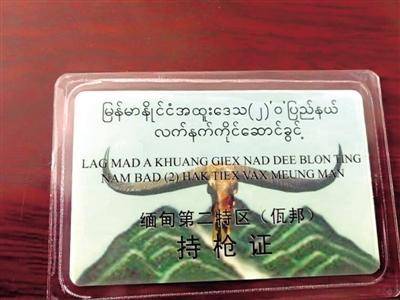 မြန်မာနိုင်ငံအထူးဒေသ(၂)"ဝ"ပြည်နယ်
လက်နက်ကိုင်ဆောင်ခွင့်
LAG MAD A KHUANG GIEX NAD DEE BLON TING
NAM BAD (2) HAK TIEX VAX MEUNG MAN
缅甸第二特区（佤邦）
持枪证